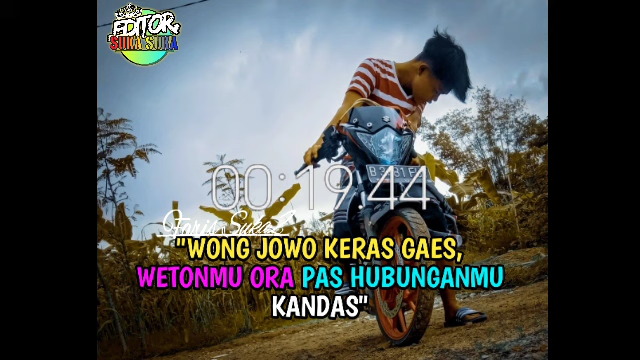 EDITOR
SUKA SUKA
00:19:44
"WONG JOWO KERAS GAES,
WETONMU ORA PAS HUBUNGANMU
KANDAS"